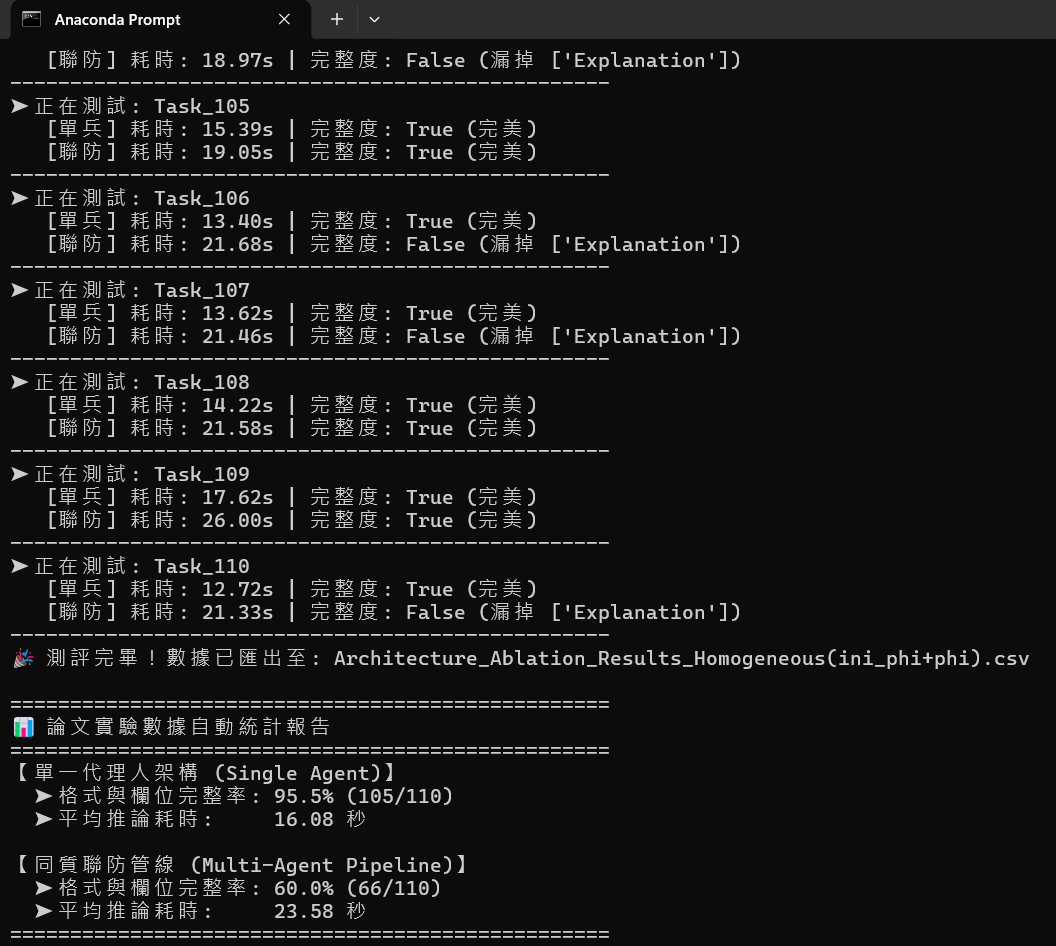 Anaconda Prompt
[聯防] 耗時: 18.97s | 完整度: False (漏掉 ['Explanation'])
--------------------------------------------------
➤ 正在測試: Task_105
[單兵] 耗時: 15.39s | 完整度: True (完美)
[聯防] 耗時: 19.05s | 完整度: True (完美)
--------------------------------------------------
➤ 正在測試: Task_106
[單兵] 耗時: 13.40s | 完整度: True (完美)
[聯防] 耗時: 21.68s | 完整度: False (漏掉 ['Explanation'])
--------------------------------------------------
➤ 正在測試: Task_107
[單兵] 耗時: 13.62s | 完整度: True (完美)
[聯防] 耗時: 21.46s | 完整度: False (漏掉 ['Explanation'])
--------------------------------------------------
➤ 正在測試: Task_108
[單兵] 耗時: 14.22s | 完整度: True (完美)
[聯防] 耗時: 21.58s | 完整度: True (完美)
--------------------------------------------------
➤ 正在測試: Task_109
[單兵] 耗時: 17.62s | 完整度: True (完美)
[聯防] 耗時: 26.00s | 完整度: True (完美)
--------------------------------------------------
➤ 正在測試: Task_110
[單兵] 耗時: 12.72s | 完整度: True (完美)
[聯防] 耗時: 21.33s | 完整度: False (漏掉 ['Explanation'])
--------------------------------------------------
🎉 測評完畢！數據已匯出至: Architecture_Ablation_Results_Homogeneous(ini_phi+phi).csv
==================================================
📊 論文實驗數據自動統計報告
==================================================
【單一代理人架構 (Single Agent)】
➤ 格式與欄位完整率: 95.5% (105/110)
➤ 平均推論耗時: 16.08 秒
【同質聯防管線 (Multi-Agent Pipeline)】
➤ 格式與欄位完整率: 60.0% (66/110)
➤ 平均推論耗時: 23.58 秒
==================================================